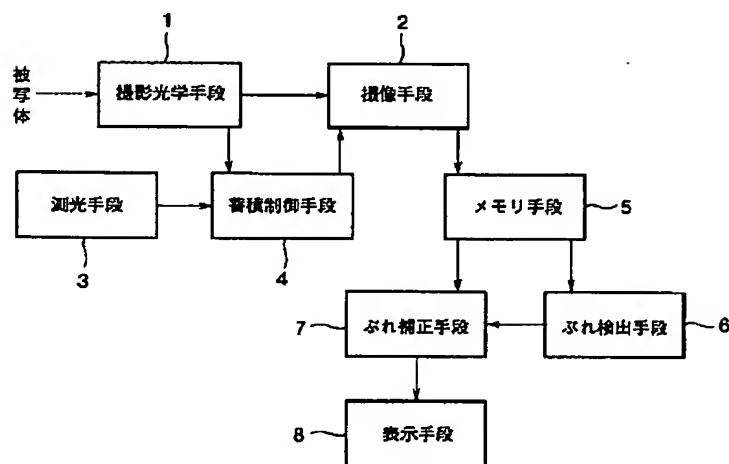 1
2
被写体
撮影光学手段
撮像手段
測光手段
蓄積制御手段
メモリ手段
5
3
4
7
ぶれ補正手段
ぶれ検出手段
6
8
表示手段